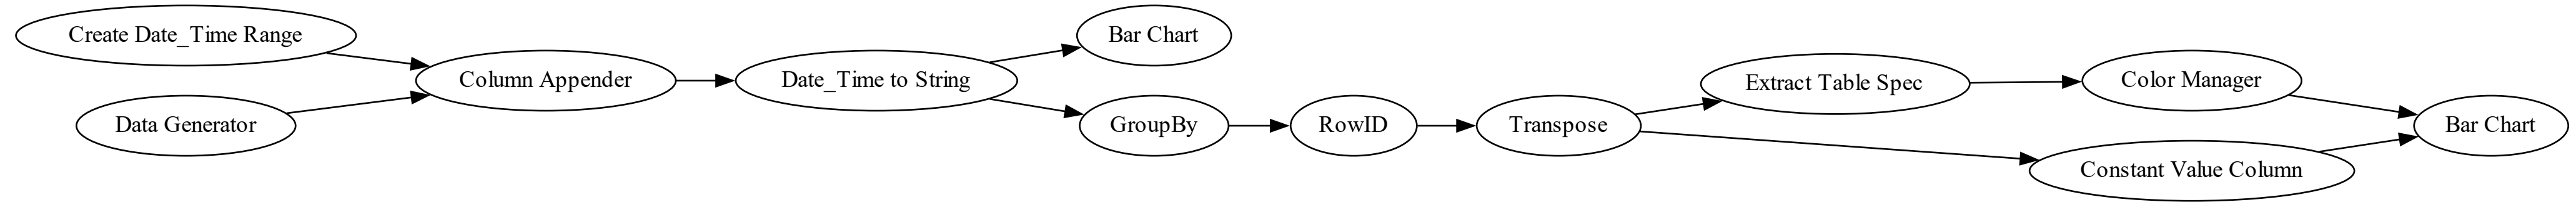 Create Date_Time Range
Data Generator
Column Appender
Date_Time to String
Bar Chart
GroupBy
RowID
Transpose
Extract Table Spec
Color Manager
Constant Value Column
Bar Chart